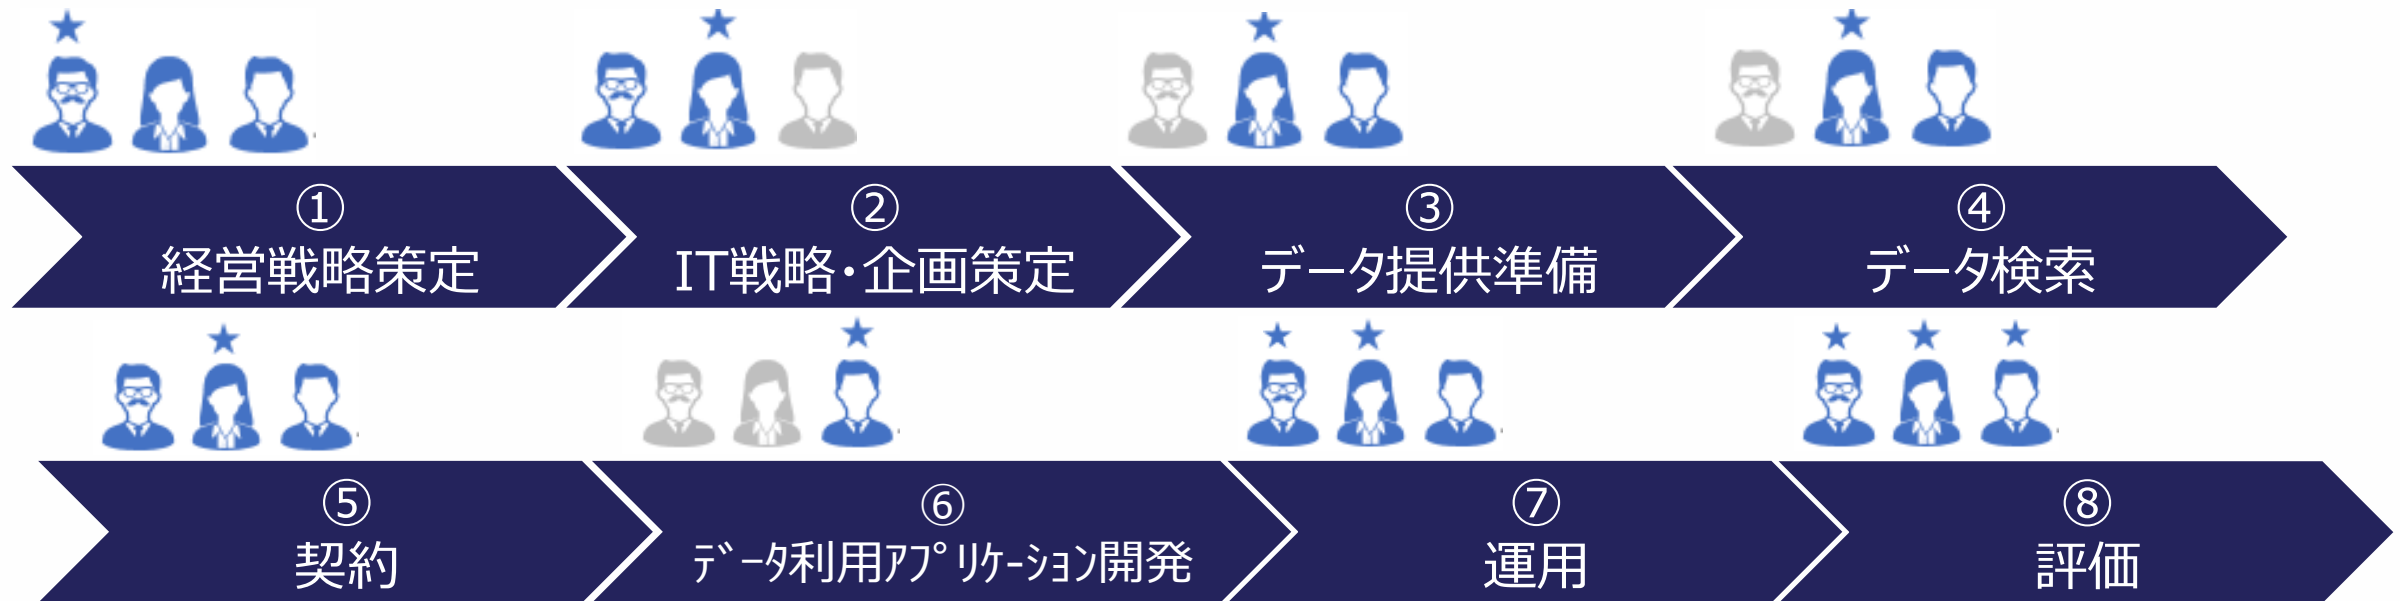 ①
経営戦略策定
②
IT戦略・企画策定
③
データ提供準備
④
データ検索
⑤
契約
⑥
ﾃﾞｰﾀ利用ｱﾌﾟﾘｹｰｼｮﾝ開発
⑦
運用
⑧
評価